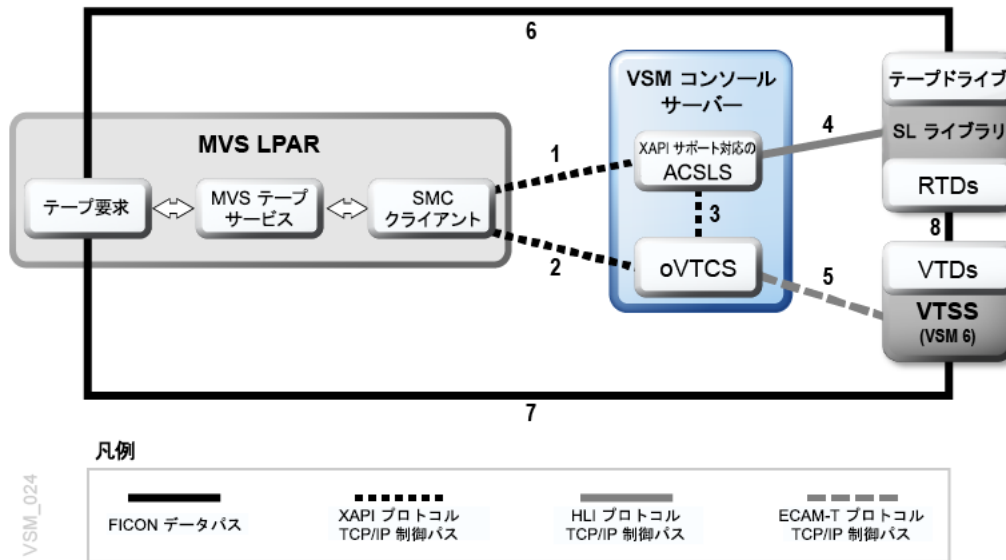 6
VSM コンソール
サーバー
テープドライブ
4
SL ライブラリ
MVS LPAR
1
XAPI サポート対応の
ACSLS
RTDs
テープ要求
MVS テープ
サービス
SMC
クライアント
3
8
2
oVTCS
5
VTDs
VTSS
(VSM 6)
7
凡例
FICON データパス
XAPI プロトコル
TCP/IP 制御パス
HLI プロトコル
TCP/IP 制御パス
ECAM-T プロトコル
TCP/IP 制御パス
VSM_024